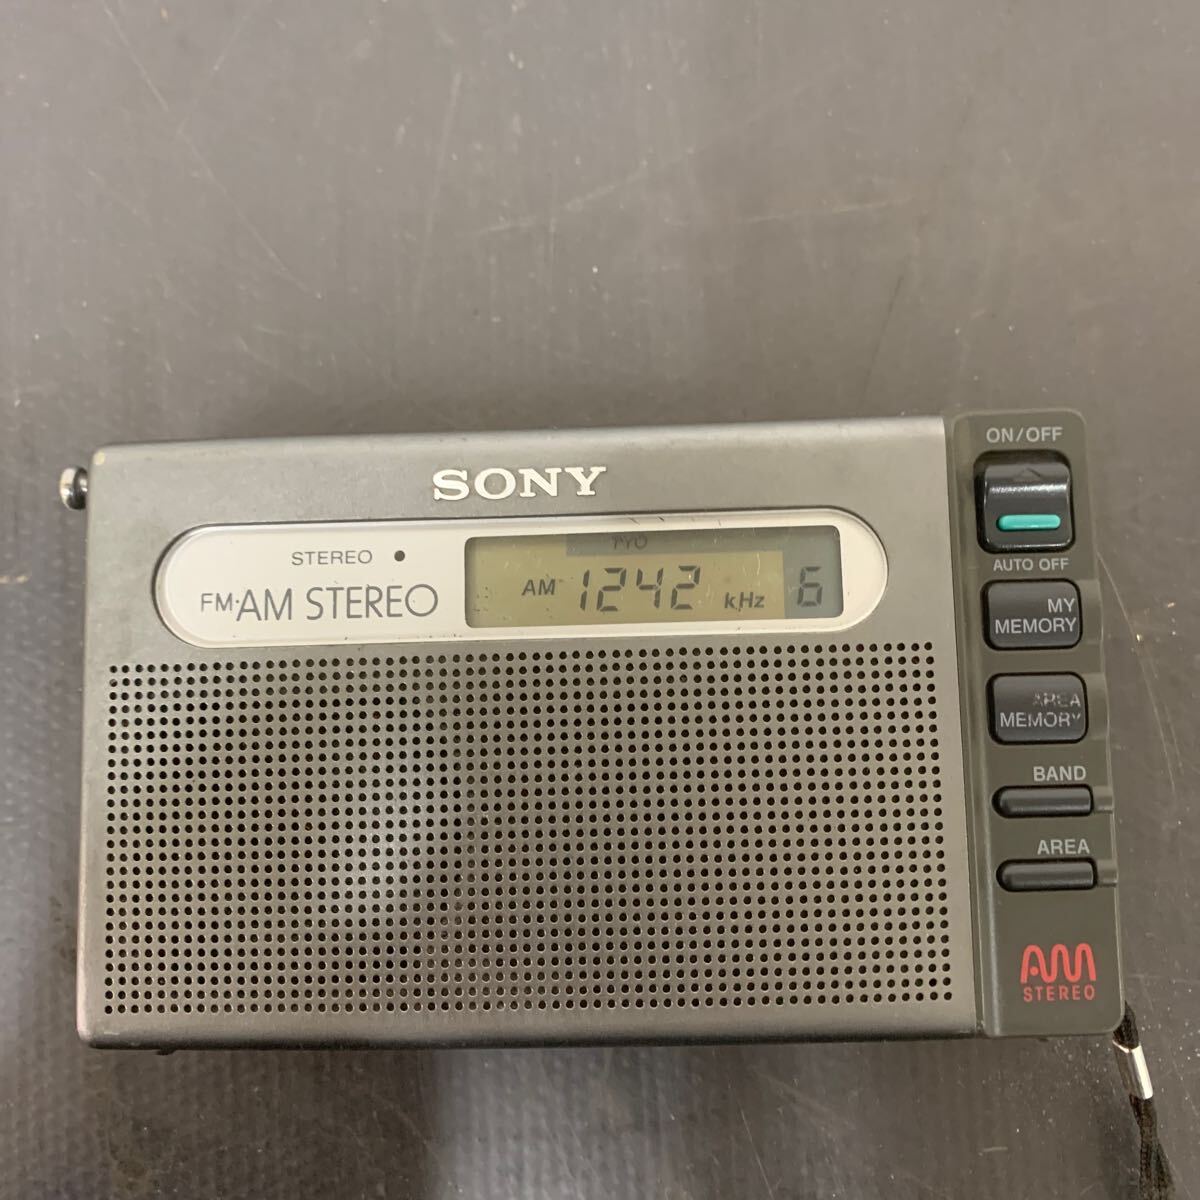 SONY
STEREO
FM·AM STEREO
TYO
AM 1242 kHz 6
ON/OFF
AUTO OFF
MY
MEMORY
AREA
MEMORY
BAND
AREA
AM
STEREO